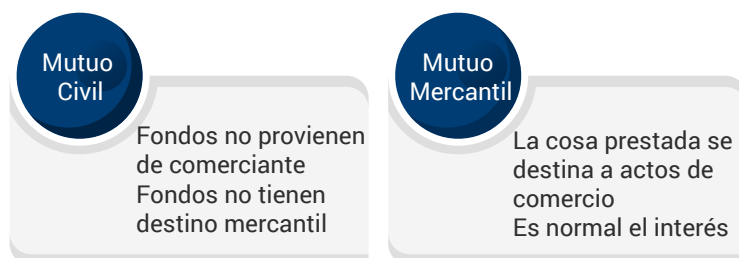 Mutuo
Civil
Fondos no provienen
de comerciante
Fondos no tienen
destino mercantil
Mutuo
Mercantil
La cosa prestada se
destina a actos de
comercio
Es normal el interés